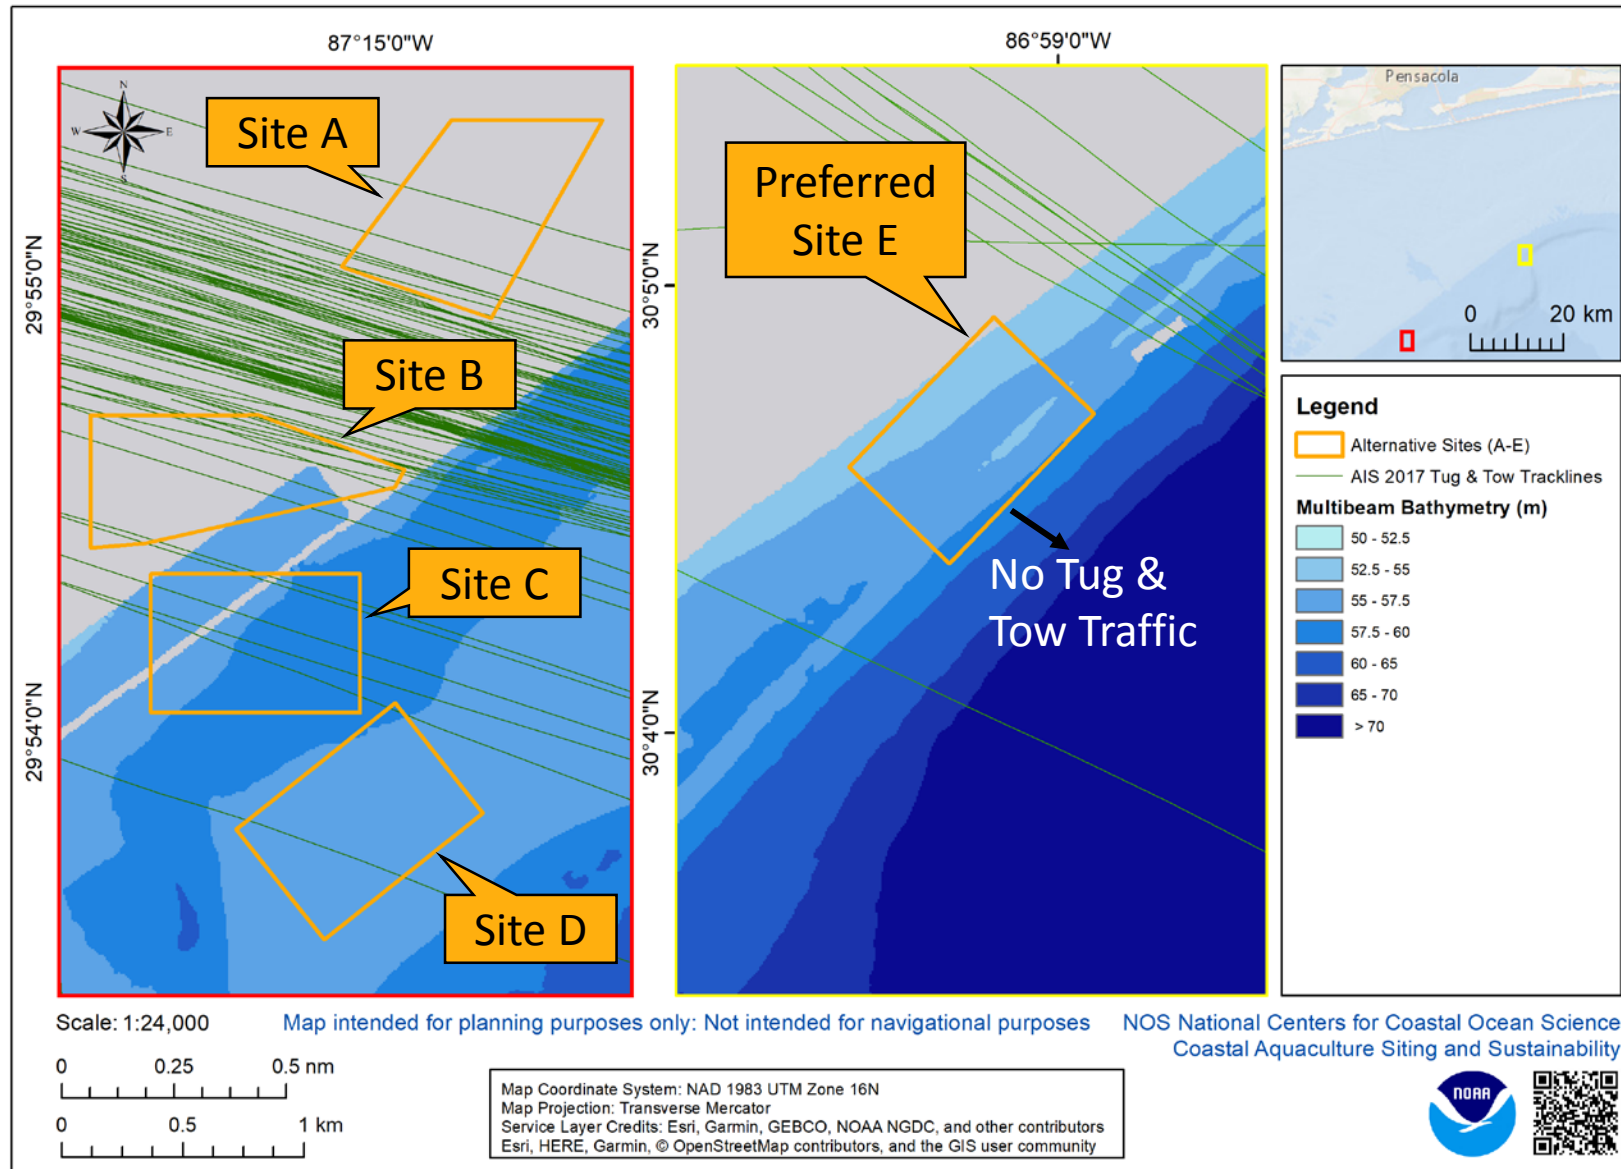 87°15'0"W
86°59'0"W
N
W
E
S
Site A
Site B
Site C
Site D
29°55'0"N
29°54'0"N
Preferred
Site E
No Tug &
Tow Traffic
30°5'0"N
30°4'0"N
Pensacola
0 20 km
Legend
Alternative Sites (A-E)
AIS 2017 Tug & Tow Tracklines
Multibeam Bathymetry (m)
50 - 52.5
52.5 - 55
55 - 57.5
57.5 - 60
60 - 65
65 - 70
> 70
Scale: 1:24,000
Map intended for planning purposes only: Not intended for navigational purposes
NOS National Centers for Coastal Ocean Science
Coastal Aquaculture Siting and Sustainability
0 0.25 0.5 nm
0 0.5 1 km
Map Coordinate System: NAD 1983 UTM Zone 16N
Map Projection: Transverse Mercator
Service Layer Credits: Esri, Garmin, GEBCO, NOAA NGDC, and other contributors
Esri, HERE, Garmin, © OpenStreetMap contributors, and the GIS user community
NOAA